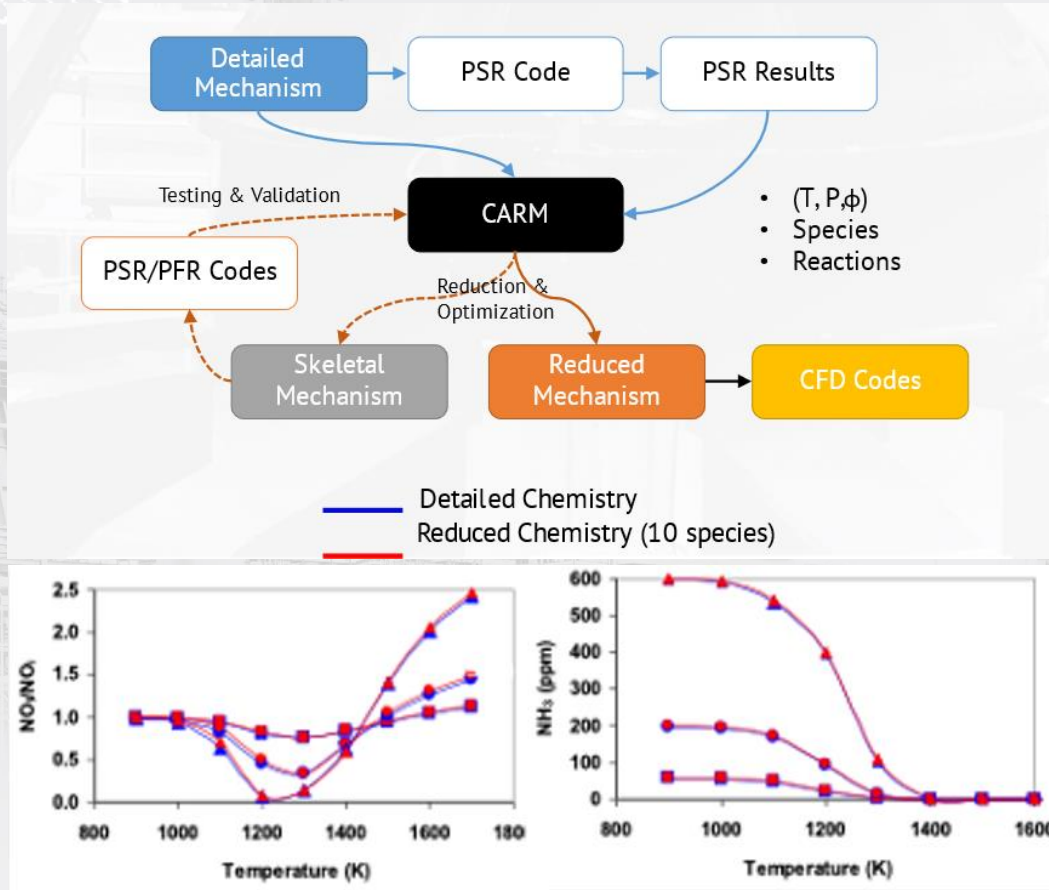 Detailed
Mechanism
PSR Code
PSR Results
Testing & Validation
CARM
• (T, P,ϕ)
• Species
• Reactions
PSR/PFR Codes
Reduction &
Optimization
Skeletal
Mechanism
Reduced
Mechanism
CFD Codes
Detailed Chemistry
Reduced Chemistry (10 species)
2.5
2.0
1.5
1.0
0.5
0.0
NO/NOᵢ
800 1000 1200 1400 1600 180
Temperature (K)
600
500
400
300
200
100
0
NH₃ (ppm)
800 1000 1200 1400 1600
Temperature (K)